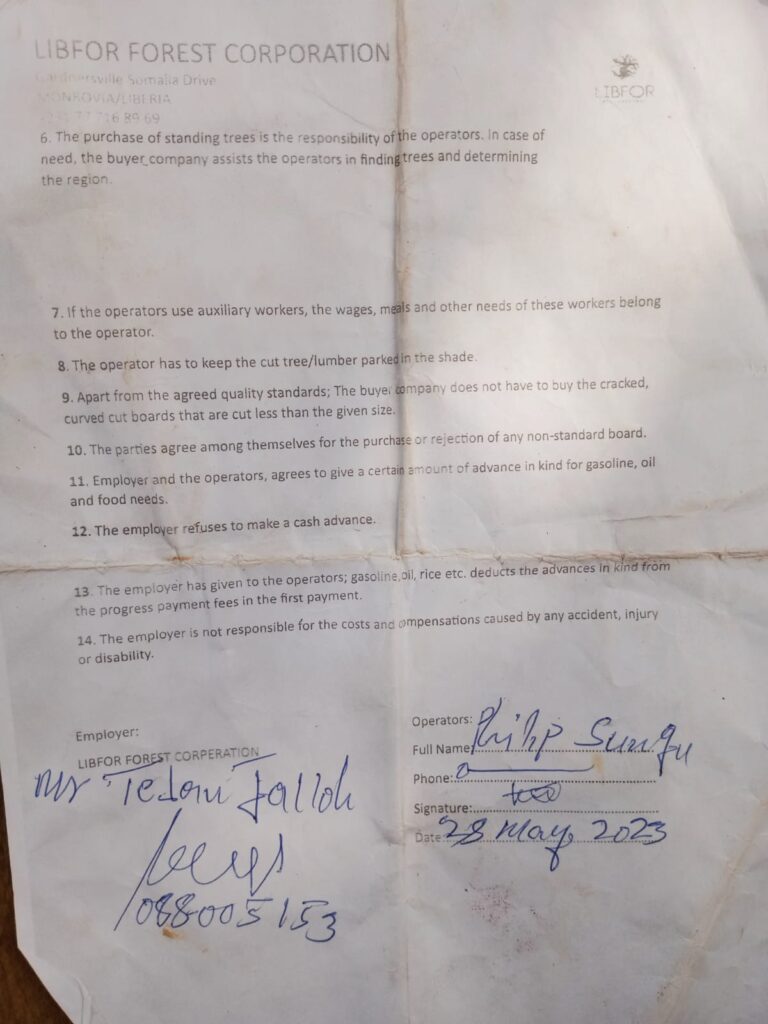 LIBFOR FOREST CORPORATION
Gardnersville Somalia Drive
MONROVIA/LIBERIA
+231 77 716 89 69
LIBFOR
6. The purchase of standing trees is the responsibility of the operators. In case of
need, the buyer company assists the operators in finding trees and determining
the region.
7. If the operators use auxiliary workers, the wages, meals and other needs of these workers belong
to the operator.
8. The operator has to keep the cut tree/lumber parked in the shade.
9. Apart from the agreed quality standards; The buyer company does not have to buy the cracked,
curved cut boards that are cut less than the given size.
10. The parties agree among themselves for the purchase or rejection of any non-standard board.
11. Employer and the operators, agrees to give a certain amount of advance in kind for gasoline, oil
and food needs.
12. The employer refuses to make a cash advance.
13. The employer has given to the operators; gasoline,oil, rice etc. deducts the advances in kind from
the progress payment fees in the first payment.
14. The employer is not responsible for the costs and compensations caused by any accident, injury
or disability.
Employer:
LIBFOR FOREST CORPERATION
Mr Jalloh
088005153
Operators:
Full Name: Philip
Phone:
Signature:
Date: 28 May, 2023